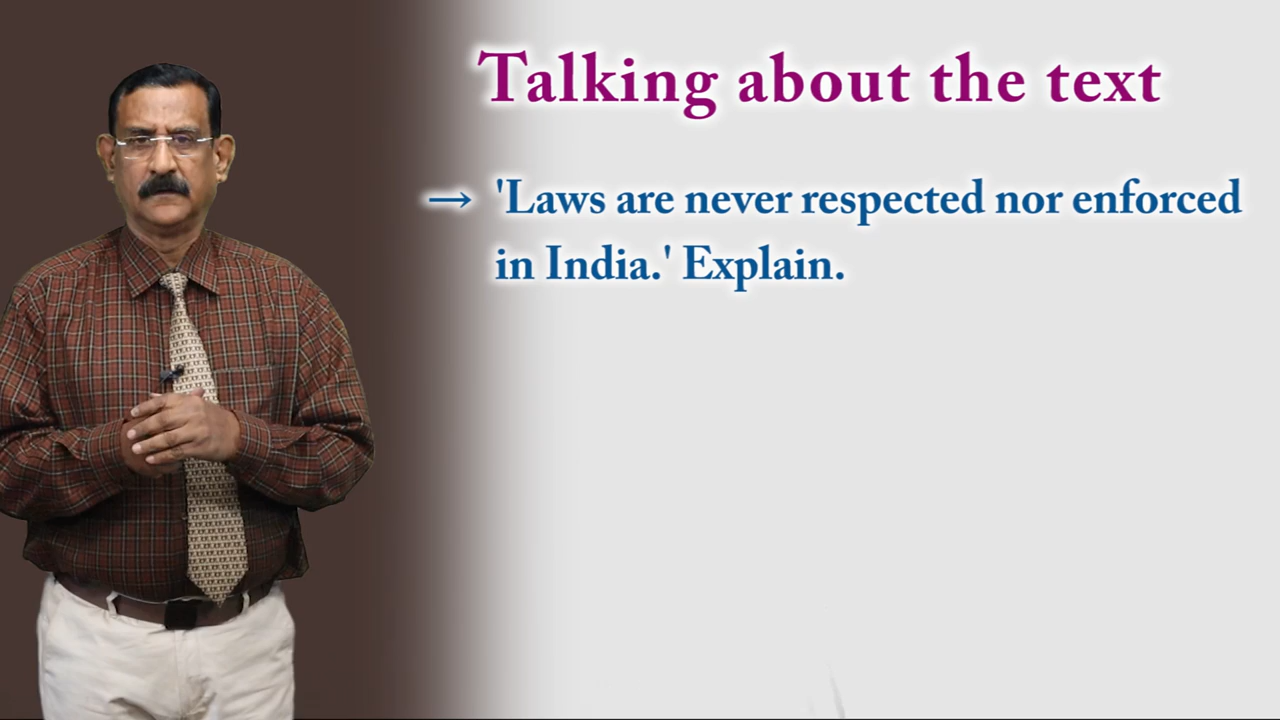 Talking about the text
→ 'Laws are never respected nor enforced
in India.' Explain.